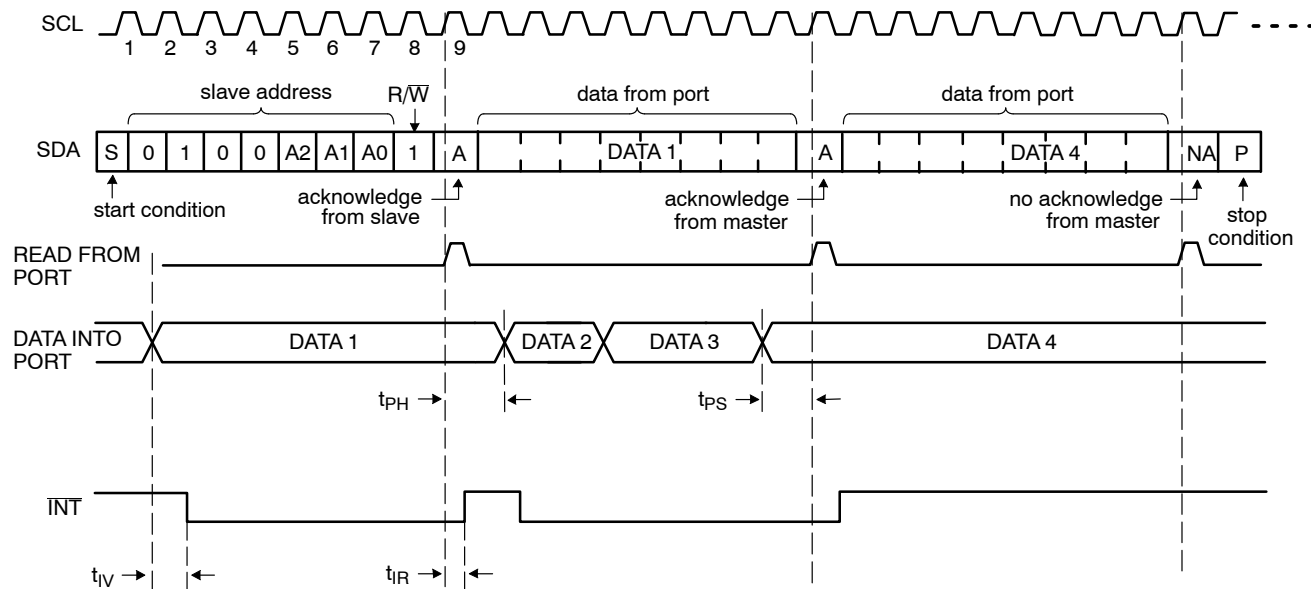 SCL
1 2 3 4 5 6 7 8 9
slave address
R/W̅
data from port
data from port
SDA
S 0 1 0 0 A2 A1 A0 1 A DATA 1 A DATA 4 NA P
start condition
acknowledge
from slave
acknowledge
from master
no acknowledge
from master
stop
condition
READ FROM
PORT
DATA INTO
PORT
DATA 1
DATA 2
DATA 3
DATA 4
tPH
tPS
I̅N̅T̅
tIV
tIR